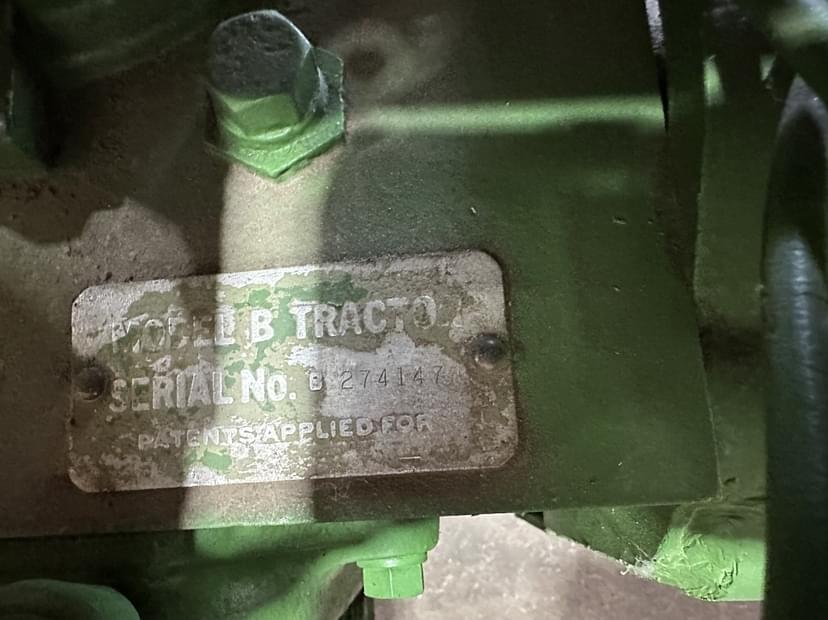 MODEL B TRACTO
SERIAL No. B 274147
PATENTS APPLIED FOR